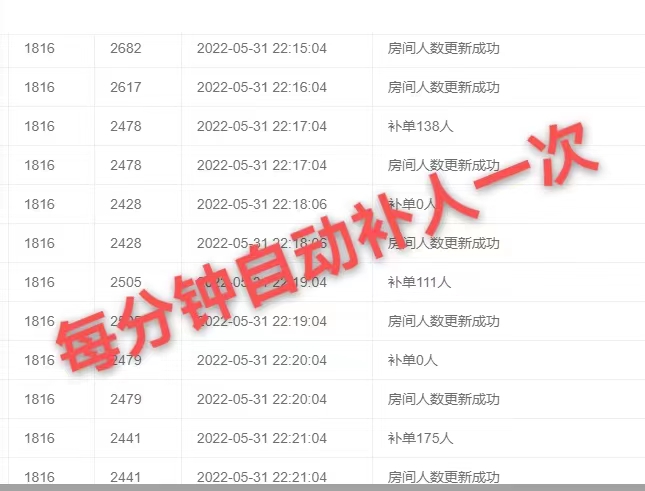 1816 2682 2022-05-31 22:15:04 房间人数更新成功
1816 2617 2022-05-31 22:16:04 房间人数更新成功
1816 2478 2022-05-31 22:17:04 补单138人
1816 2478 2022-05-31 22:17:04 房间人数更新成功
1816 2428 2022-05-31 22:18:06 补单0人
1816 2428 2022-05-31 22:18:06 房间人数更新成功
1816 2505 2022-05-31 22:19:04 补单111人
1816 2505 2022-05-31 22:19:04 房间人数更新成功
1816 2479 2022-05-31 22:20:04 补单0人
1816 2479 2022-05-31 22:20:04 房间人数更新成功
1816 2441 2022-05-31 22:21:04 补单175人
1816 2441 2022-05-31 22:21:04 房间人数更新成功
每分钟自动补人一次